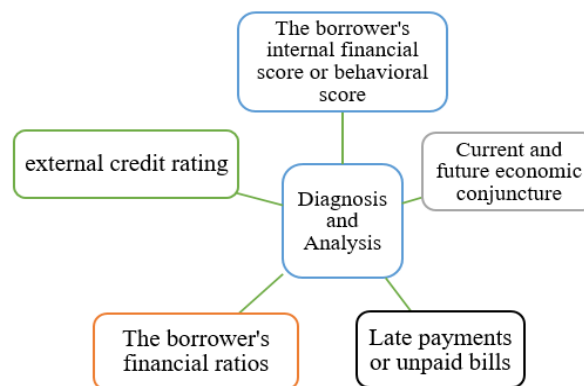 The borrower's
internal financial
score or behavioral
score
external credit rating
Current and
future economic
conjuncture
Diagnosis
and
Analysis
The borrower's
financial ratios
Late payments
or unpaid bills